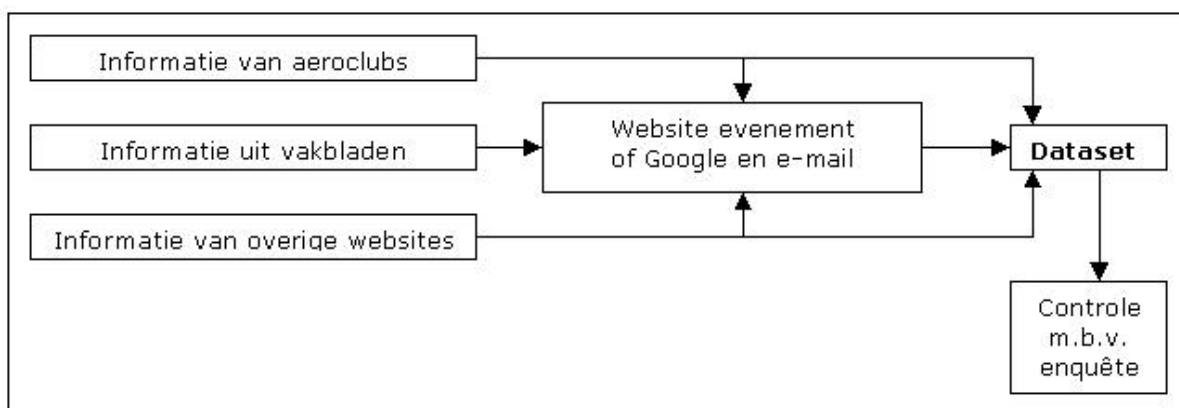 Informatie van aeroclubs
Informatie uit vakbladen
Informatie van overige websites
Website evenement
of Google en e-mail
Dataset
Controle
m.b.v.
enquête